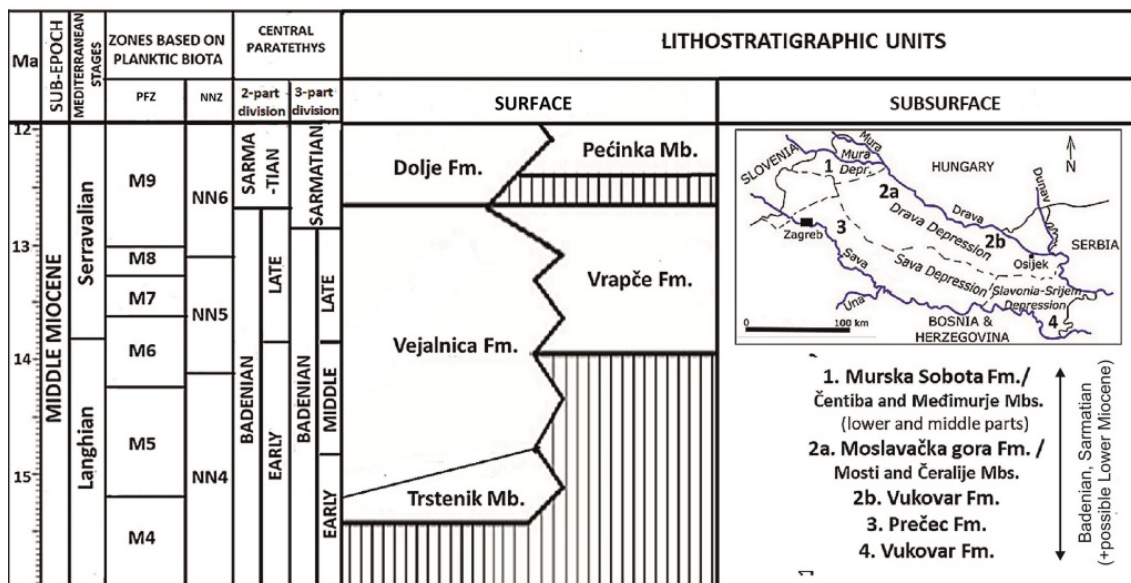 Ma
SUB-EPOCH
MEDITERRANEAN
STAGES
ZONES BASED ON
PLANKTIC BIOTA
CENTRAL
PARATETHYS
LITHOSTRATIGRAPHIC UNITS
PFZ
NNZ
2-part
division
3-part
division
SURFACE
SUBSURFACE
12
13
14
15
MIDDLE MIOCENE
Serravalian
Langhian
M9
M8
M7
M6
M5
M4
NN6
NN5
NN4
SARMA
-TIAN
BADENIAN
LATE
EARLY
SARMATIAN
BADENIAN
LATE
MIDDLE
EARLY
Dolje Fm.
Pećinka Mb.
Vrapče Fm.
Vejalnica Fm.
Trstenik Mb.
SLOVENIA
Mura
Mura
Depr.
1
HUNGARY
N
2a
Drava
Drava Depression
2b
Dunav
Zagreb
3
Osijek
SERBIA
Sava
Sava Depression
Slavonia-Srijem
Depression
Una
4
BOSNIA &
HERZEGOVINA
0
100 km
1. Murska Sobota Fm./
Čentiba and Međimurje Mbs.
(lower and middle parts)
2a. Moslavačka gora Fm. /
Mosti and Čeralije Mbs.
2b. Vukovar Fm.
3. Prečec Fm.
4. Vukovar Fm.
Badenian, Sarmatian
(+possible Lower Miocene)